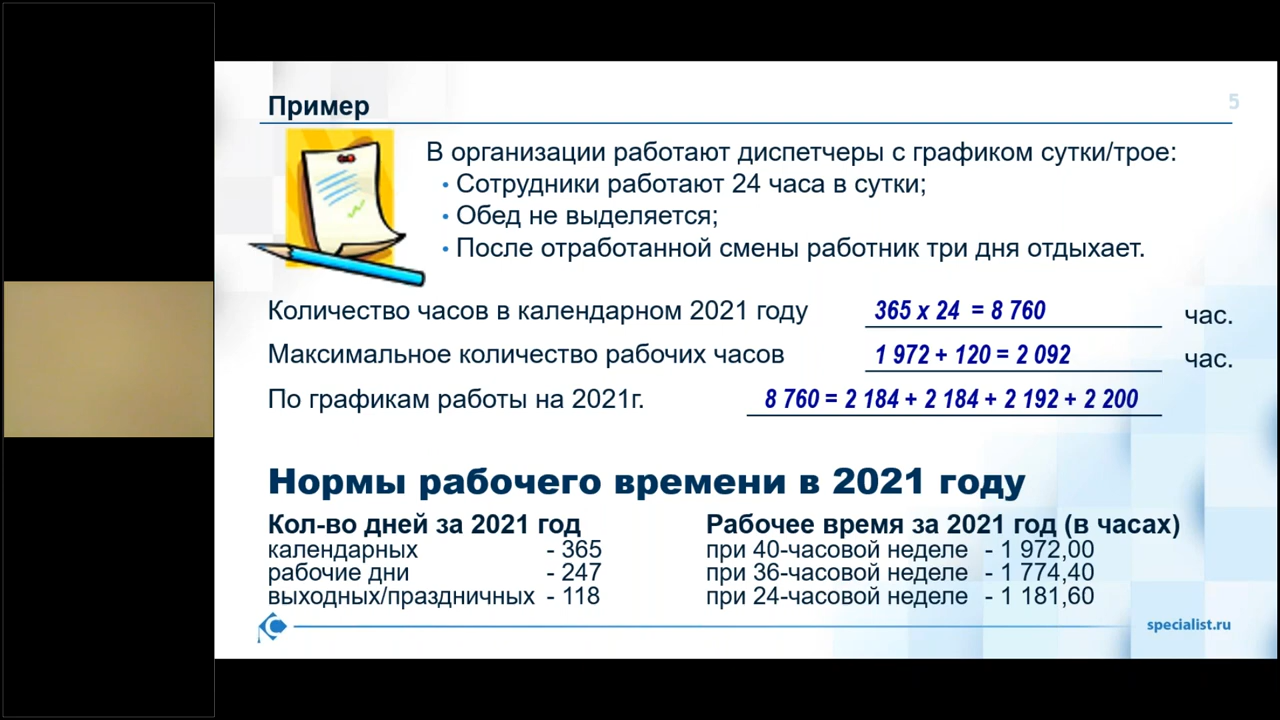 Пример
5
В организации работают диспетчеры с графиком сутки/трое:
• Сотрудники работают 24 часа в сутки;
• Обед не выделяется;
• После отработанной смены работник три дня отдыхает.
Количество часов в календарном 2021 году 365 x 24 = 8 760 час.
Максимальное количество рабочих часов 1 972 + 120 = 2 092 час.
По графикам работы на 2021г. 8 760 = 2 184 + 2 184 + 2 192 + 2 200
Нормы рабочего времени в 2021 году
Кол-во дней за 2021 год
календарных - 365
рабочие дни - 247
выходных/праздничных - 118
Рабочее время за 2021 год (в часах)
при 40-часовой неделе - 1 972,00
при 36-часовой неделе - 1 774,40
при 24-часовой неделе - 1 181,60
specialist.ru